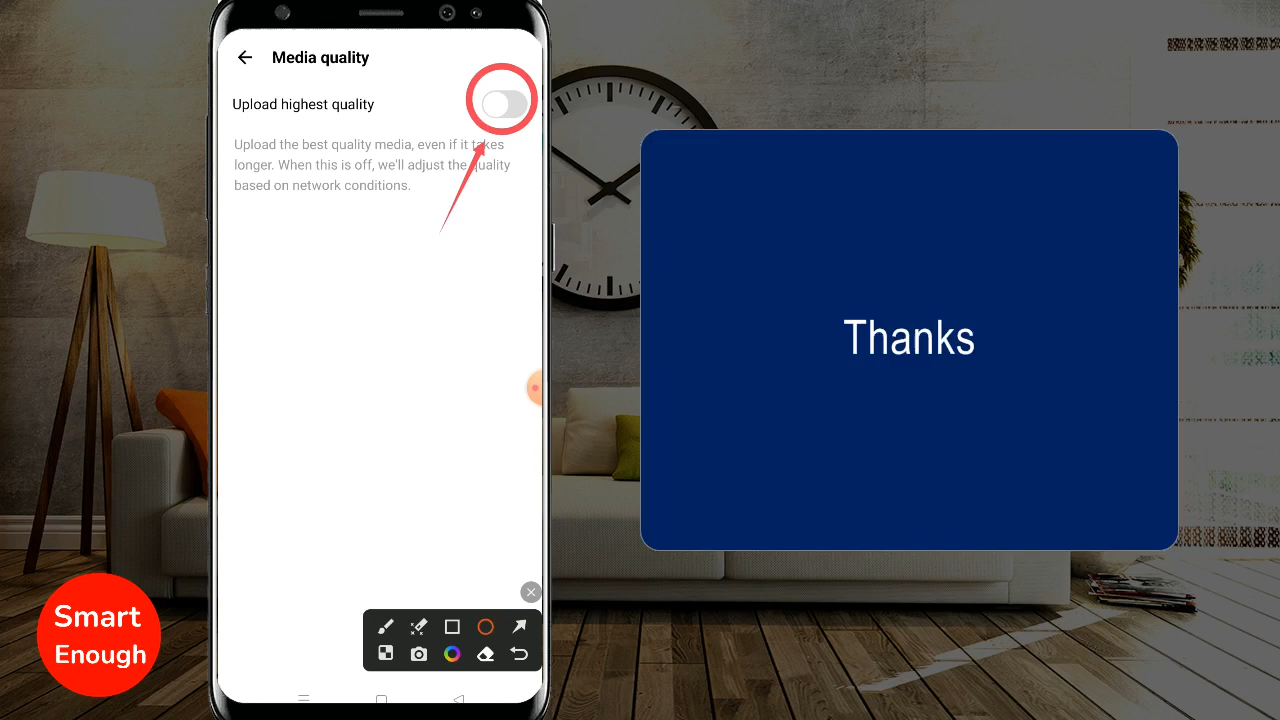 Media quality
Upload highest quality
Upload the best quality media, even if it takes
longer. When this is off, we'll adjust the quality
based on network conditions.
Thanks
Smart
Enough